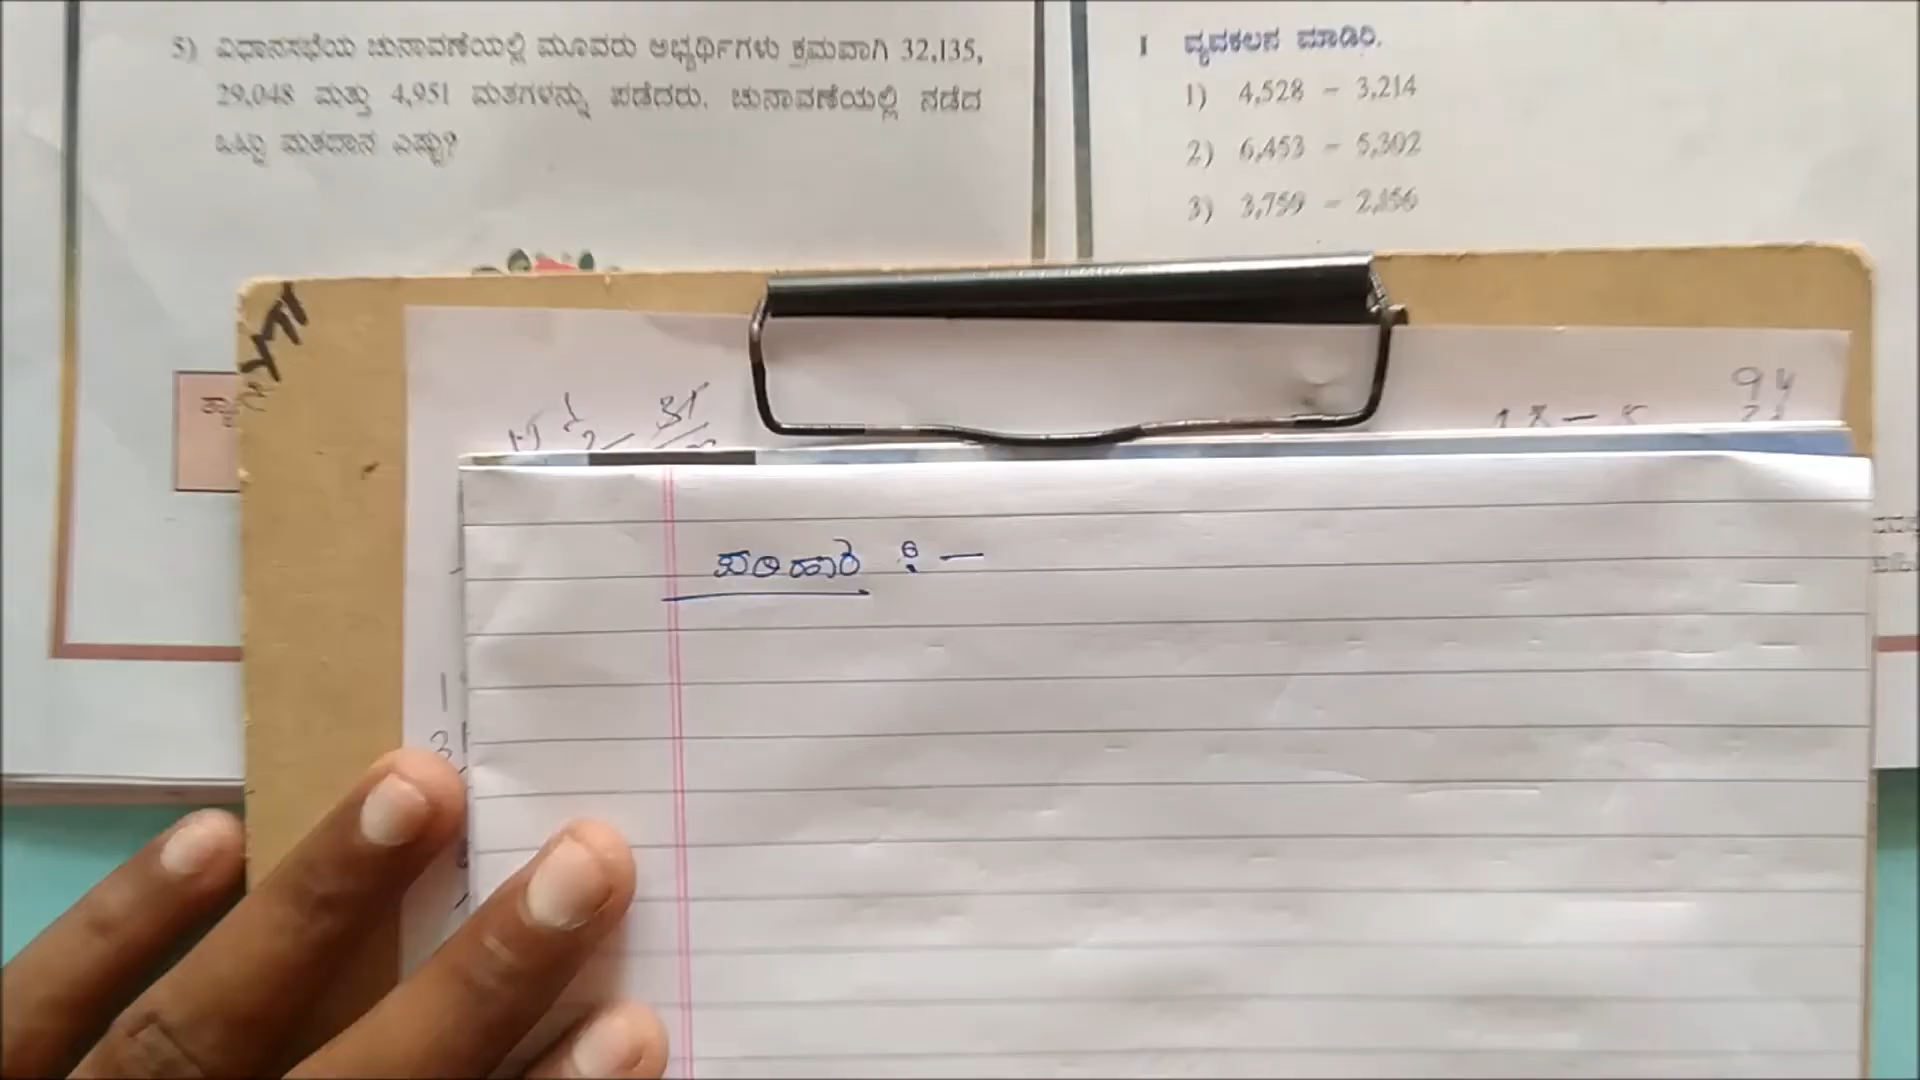 5) ವಿಧಾನಸಭೆಯ ಚುನಾವಣೆಯಲ್ಲಿ ಮೂವರು ಅಭ್ಯರ್ಥಿಗಳು ಕ್ರಮವಾಗಿ 32,135,
29,048 ಮತ್ತು 4,951 ಮತಗಳನ್ನು ಪಡೆದರು. ಚುನಾವಣೆಯಲ್ಲಿ ನಡೆದ
ಒಟ್ಟು ಮತದಾನ ಎಷ್ಟು?
I ವ್ಯವಕಲನ ಮಾಡಿರಿ.
1) 4,528 - 3,214
2) 6,453 - 5,302
3) 3,759 - 2,156
94
ಪರಿಹಾರ :-